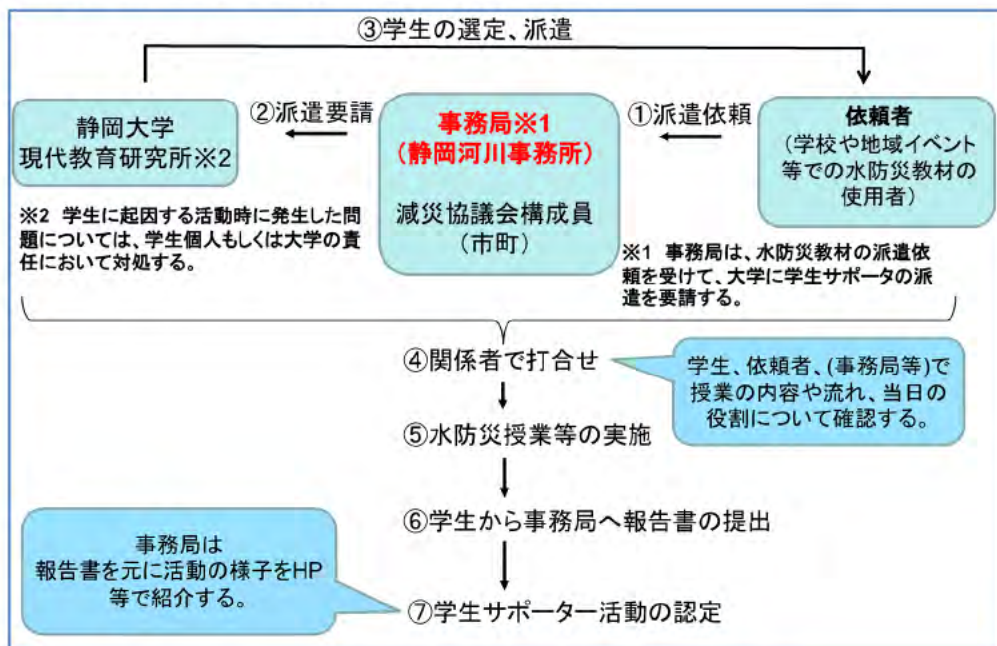 ③学生の選定、派遣
静岡大学
現代教育研究所※2
②派遣要請
事務局※1
(静岡河川事務所)
減災協議会構成員
(市町)
①派遣依頼
依頼者
(学校や地域イベント
等での水防災教材の
使用者)
※2 学生に起因する活動時に発生した問
題については、学生個人もしくは大学の責
任において対処する。
※1 事務局は、水防災教材の派遣依
頼を受けて、大学に学生サポータの派
遣を要請する。
④関係者で打合せ
学生、依頼者、(事務局等)で
授業の内容や流れ、当日の
役割について確認する。
⑤水防災授業等の実施
⑥学生から事務局へ報告書の提出
事務局は
報告書を元に活動の様子をHP
等で紹介する。
⑦学生サポーター活動の認定